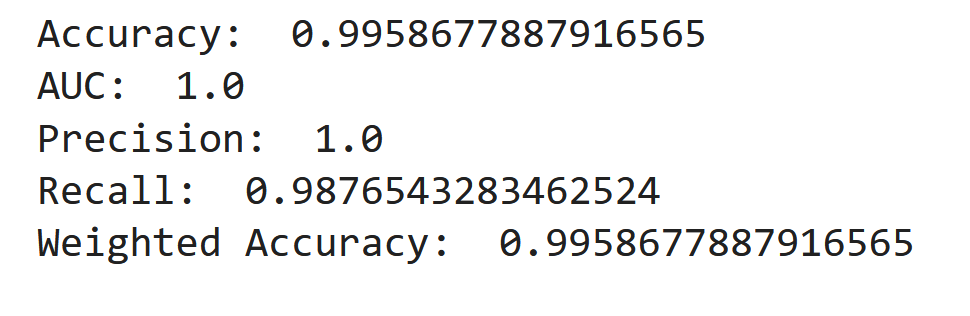 Accuracy:  0.9958677887916565
AUC:  1.0
Precision:  1.0
Recall:  0.9876543283462524
Weighted Accuracy:  0.9958677887916565